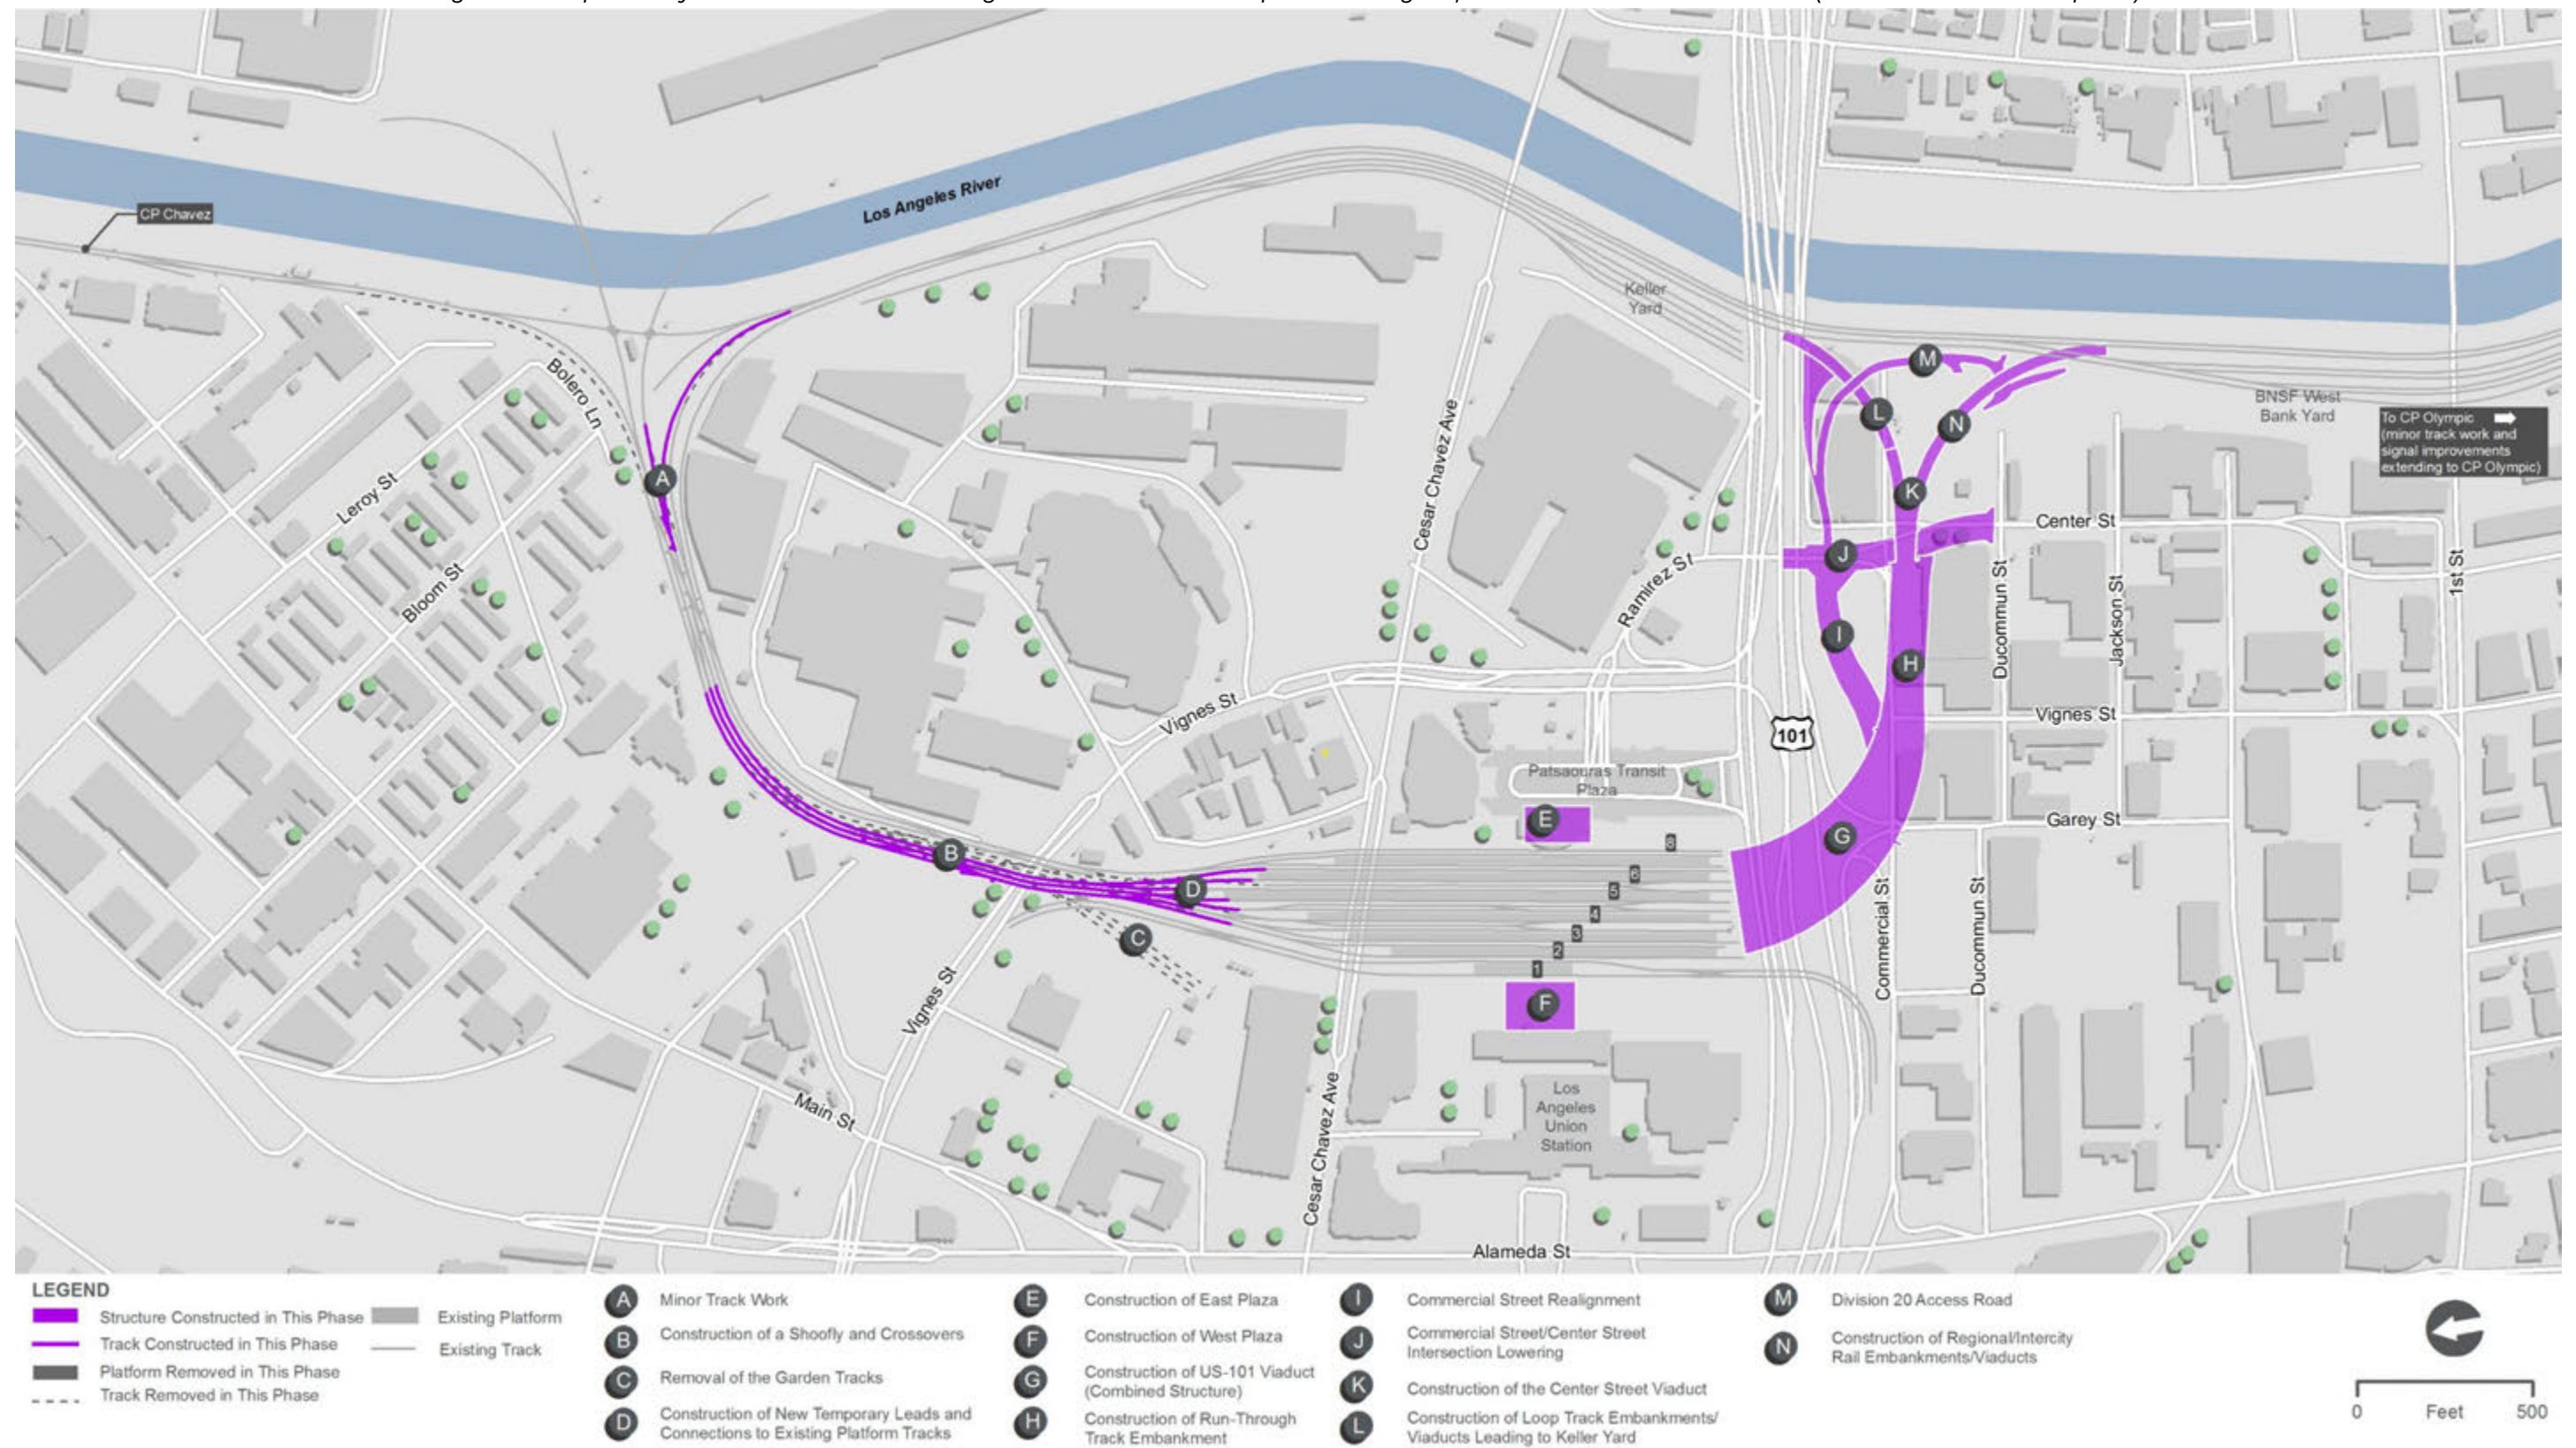 CP Chavez
Los Angeles River
Keller
Yard
BNSF West
Bank Yard
To CP Olympic
(minor track work and
signal improvements
extending to CP Olympic)
Bolero Ln
Leroy St
Bloom St
Cesar Chavez Ave
Ramirez St
Center St
1st St
Ducommun St
Jackson St
Vignes St
Vignes St
101
Patsaouras Transit
Plaza
Garey St
Commercial St
Ducommun St
Vignes St
Main St
Cesar Chavez Ave
Los
Angeles
Union
Station
Alameda St
A
B
C
D
E
F
G
H
I
J
K
L
M
N
8
6
5
4
3
2
1
LEGEND
Structure Constructed in This Phase
Track Constructed in This Phase
Platform Removed in This Phase
Track Removed in This Phase
Existing Platform
Existing Track
A Minor Track Work
B Construction of a Shoofly and Crossovers
C Removal of the Garden Tracks
D Construction of New Temporary Leads and
Connections to Existing Platform Tracks
E Construction of East Plaza
F Construction of West Plaza
G Construction of US-101 Viaduct
(Combined Structure)
H Construction of Run-Through
Track Embankment
I Commercial Street Realignment
J Commercial Street/Center Street
Intersection Lowering
K Construction of the Center Street Viaduct
L Construction of Loop Track Embankments/
Viaducts Leading to Keller Yard
M Division 20 Access Road
N Construction of Regional/Intercity
Rail Embankments/Viaducts
0 Feet 500